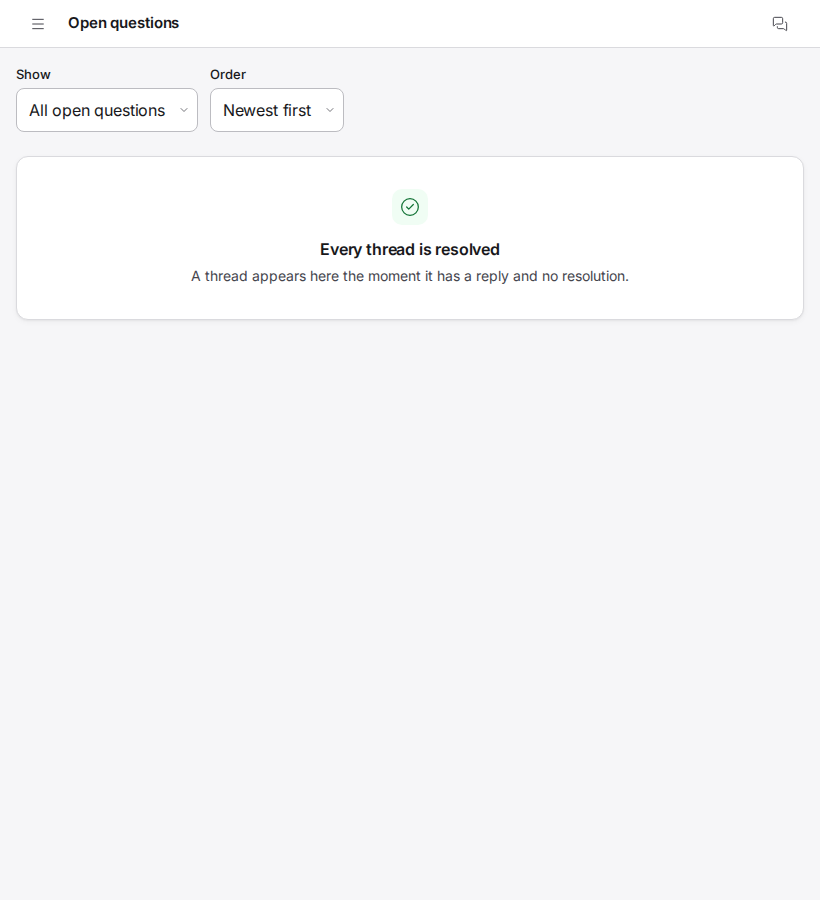 Open questions
Show
Order
All open questions
Newest first
Every thread is resolved
A thread appears here the moment it has a reply and no resolution.